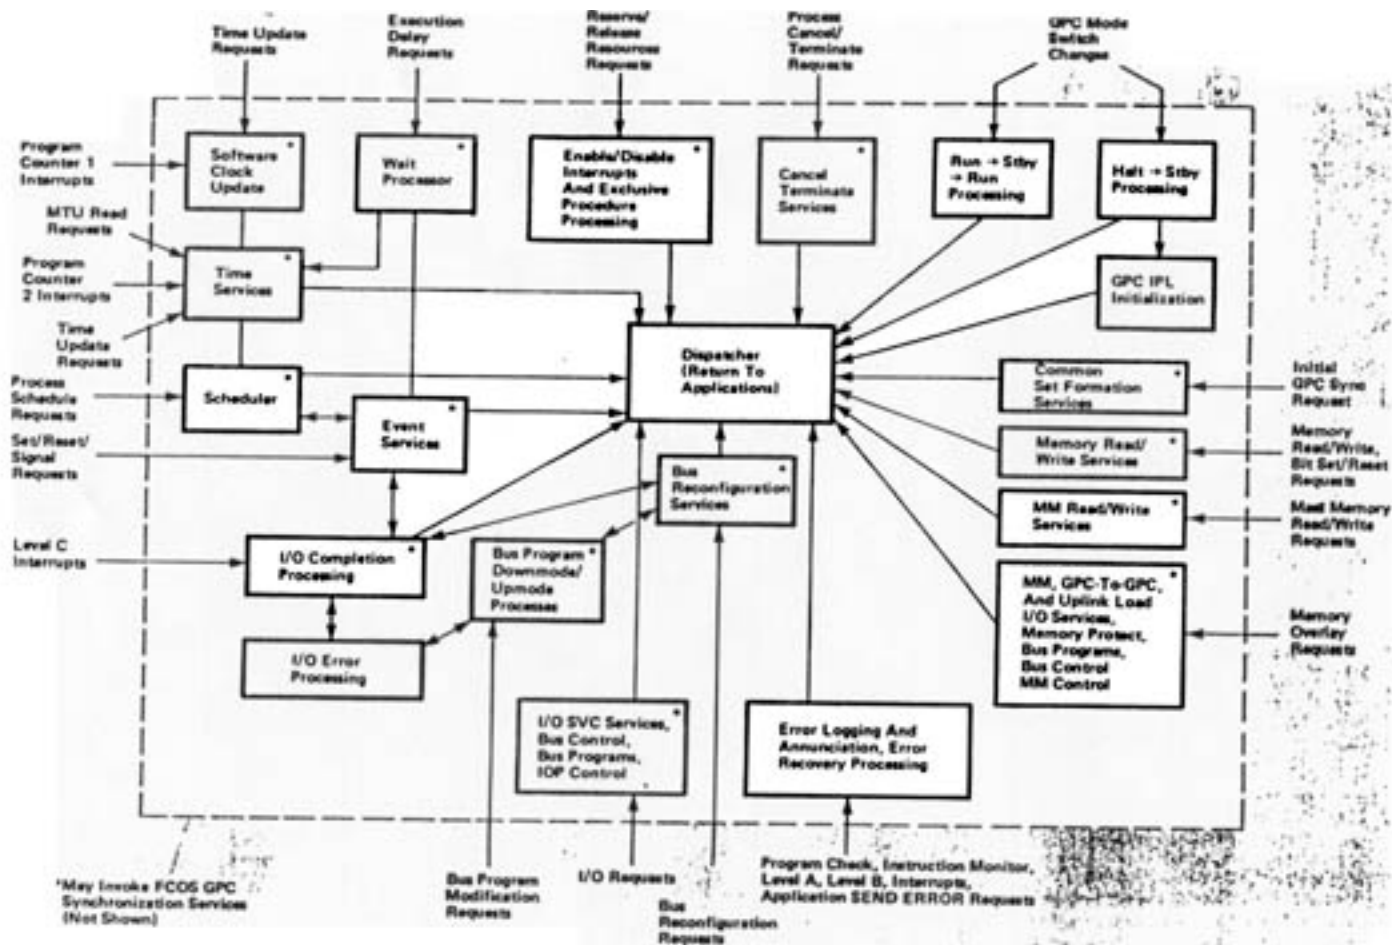 Time Update
Requests
Execution
Delay
Requests
Reserve/
Release
Resources
Requests
Process
Cancel/
Terminate
Requests
GPC Mode
Switch
Changes
Program
Counter 1
Interrupts
Software *
Clock
Update
Wait *
Processor
Enable/Disable *
Interrupts
And Exclusive
Procedure
Processing
Cancel *
Terminate
Services
Run → Stby
→ Run
Processing
Halt → Stby
Processing
MTU Read
Requests
Program
Counter
2 Interrupts
Time
Update
Requests
Time *
Services
GPC IPL
Initialization
Dispatcher
(Return To
Applications)
Process
Schedule
Requests
Scheduler *
Common *
Set Formation
Services
Initial
GPC Sync
Request
Set/Reset/
Signal
Requests
Event *
Services
Memory Read/ *
Write Services
Memory
Read/Write,
Bit Set/Reset
Requests
Bus *
Reconfiguration
Services
MM Read/Write *
Services
Mast Memory
Read/Write
Requests
Level C
Interrupts
I/O Completion *
Processing
Bus Program *
Downmode/
Upmode
Processes
MM, GPC-To-GPC, *
And Uplink Load
I/O Services,
Memory Protect,
Bus Programs,
Bus Control
MM Control
Memory
Overlay
Requests
I/O Error
Processing
I/O SVC Services, *
Bus Control,
Bus Programs,
IOP Control
Error Logging And
Annunciation, Error
Recovery Processing
*May Invoke FCOS GPC
Synchronization Services
(Not Shown)
Bus Program
Modification
Requests
I/O Requests
Bus
Reconfiguration
Requests
Program Check, Instruction Monitor,
Level A, Level B, Interrupts,
Application SEND ERROR Requests